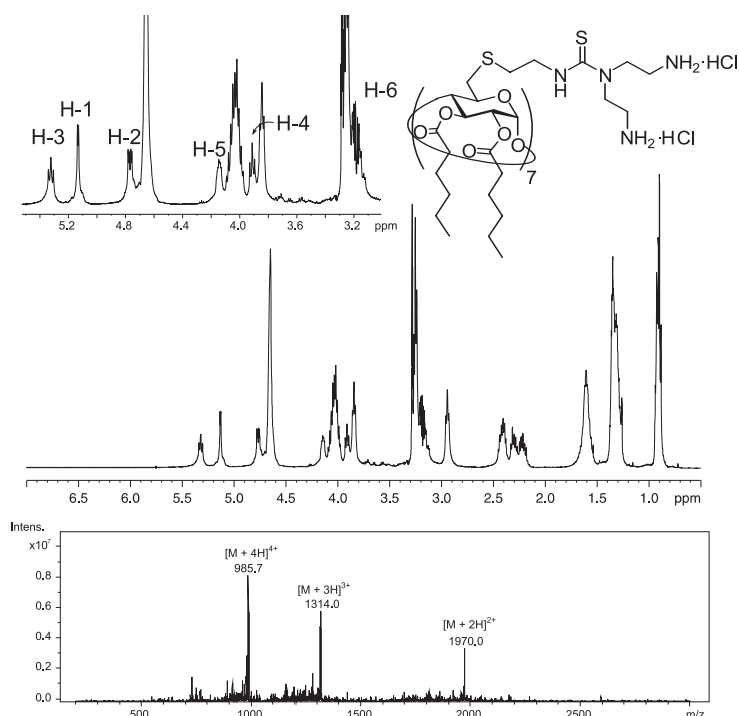 H-3
H-1
H-2
H-5
H-4
H-6
5.2 4.8 4.4 4.0 3.6 3.2 ppm
S
S
N
H
N
NH₂·HCl
NH₂·HCl
O
O
O
O
O
O
7
6.5 6.0 5.5 5.0 4.5 4.0 3.5 3.0 2.5 2.0 1.5 1.0 ppm
Intens.
x10⁷
0.8
0.6
0.4
0.2
0.0
[M + 4H]⁴⁺
985.7
[M + 3H]³⁺
1314.0
[M + 2H]²⁺
1970.0
500 1000 1500 2000 2500 m/z